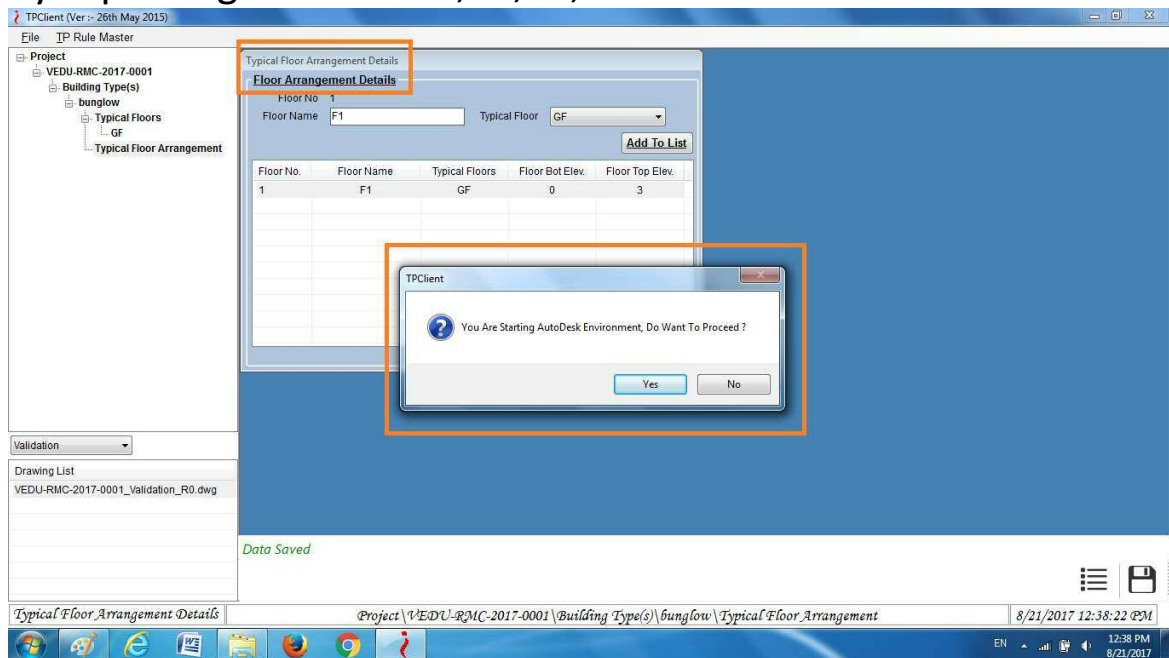 TPClient (Ver :- 26th May 2015)
File TP Rule Master
Project
VEDU-RMC-2017-0001
Building Type(s)
bunglow
Typical Floors
GF
Typical Floor Arrangement
Typical Floor Arrangement Details
Floor Arrangement Details
Floor No 1
Floor Name F1 Typical Floor GF
Add To List
Floor No. Floor Name Typical Floors Floor Bot Elev. Floor Top Elev.
1 F1 GF 0 3
TPClient
You Are Starting AutoDesk Environment, Do Want To Proceed ?
Yes No
Validation
Drawing List
VEDU-RMC-2017-0001_Validation_R0.dwg
Data Saved
Typical Floor Arrangement Details Project\VEDU-RMC-2017-0001\Building Type(s)\bunglow\Typical Floor Arrangement 8/21/2017 12:38:22 PM
EN 12:38 PM
8/21/2017